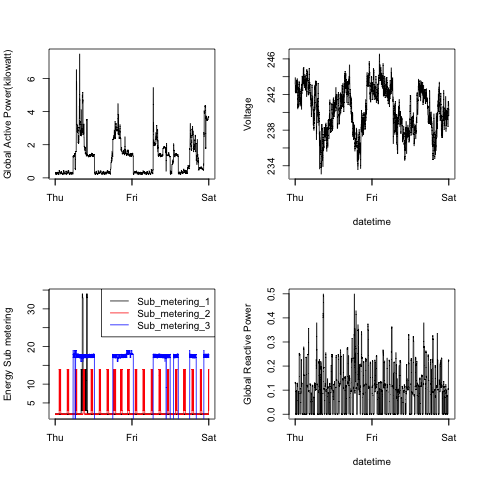 Global Active Power(kilowatt)
6
4
2
0
Thu
Fri
Sat
Voltage
246
242
238
234
Thu
Fri
Sat
datetime
Energy Sub metering
30
20
10
5
Sub_metering_1
Sub_metering_2
Sub_metering_3
Thu
Fri
Sat
Global Reactive Power
0.5
0.4
0.3
0.2
0.1
0.0
Thu
Fri
Sat
datetime